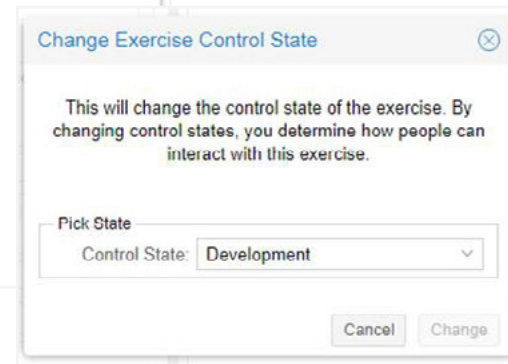 Change Exercise Control State
This will change the control state of the exercise. By
changing control states, you determine how people can
interact with this exercise.
Pick State
Control State: Development
Cancel Change